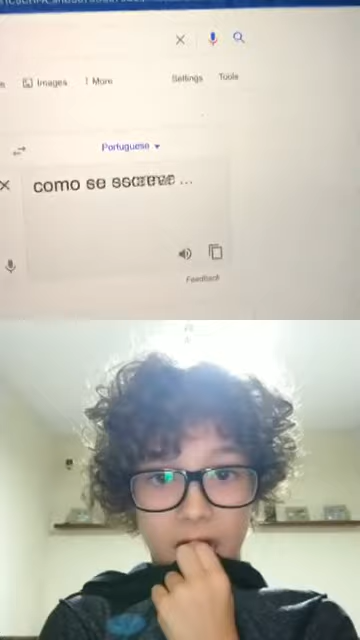 Images
More
Settings
Tools
Portuguese
como se ...
Feedback